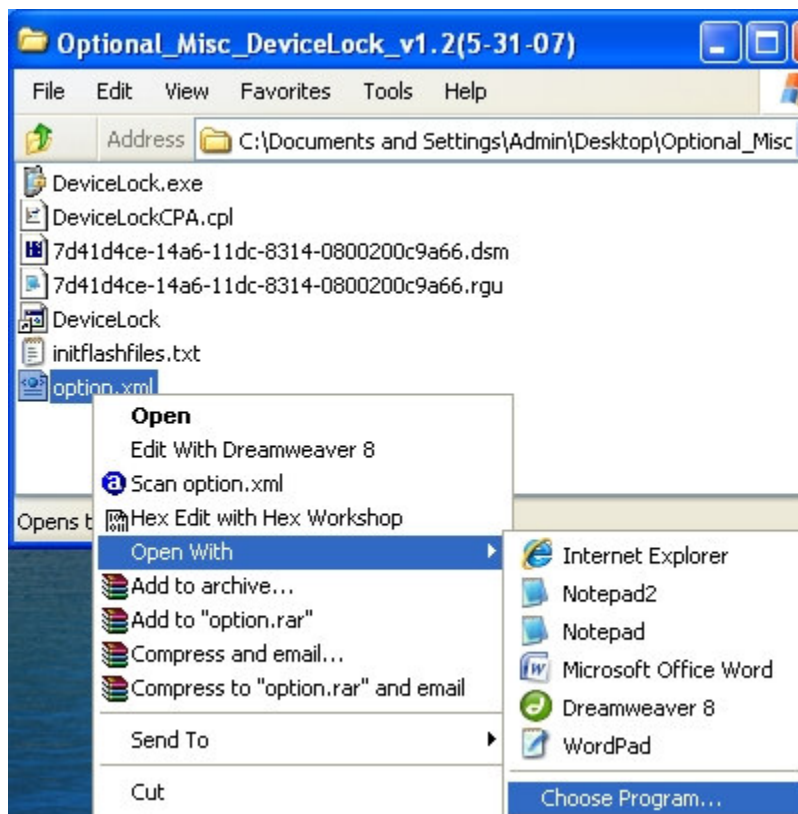 Optional_Misc_DeviceLock_v1.2(5-31-07)
File Edit View Favorites Tools Help
Address C:\Documents and Settings\Admin\Desktop\Optional_Misc
DeviceLock.exe
DeviceLockCPA.cpl
7d41d4ce-14a6-11dc-8314-0800200c9a66.dsm
7d41d4ce-14a6-11dc-8314-0800200c9a66.rgu
DeviceLock
initflashfiles.txt
option.xml
Open
Edit With Dreamweaver 8
Scan option.xml
Opens t
Hex Edit with Hex Workshop
Open With
Add to archive...
Add to "option.rar"
Compress and email...
Compress to "option.rar" and email
Send To
Cut
Internet Explorer
Notepad2
Notepad
Microsoft Office Word
Dreamweaver 8
WordPad
Choose Program...